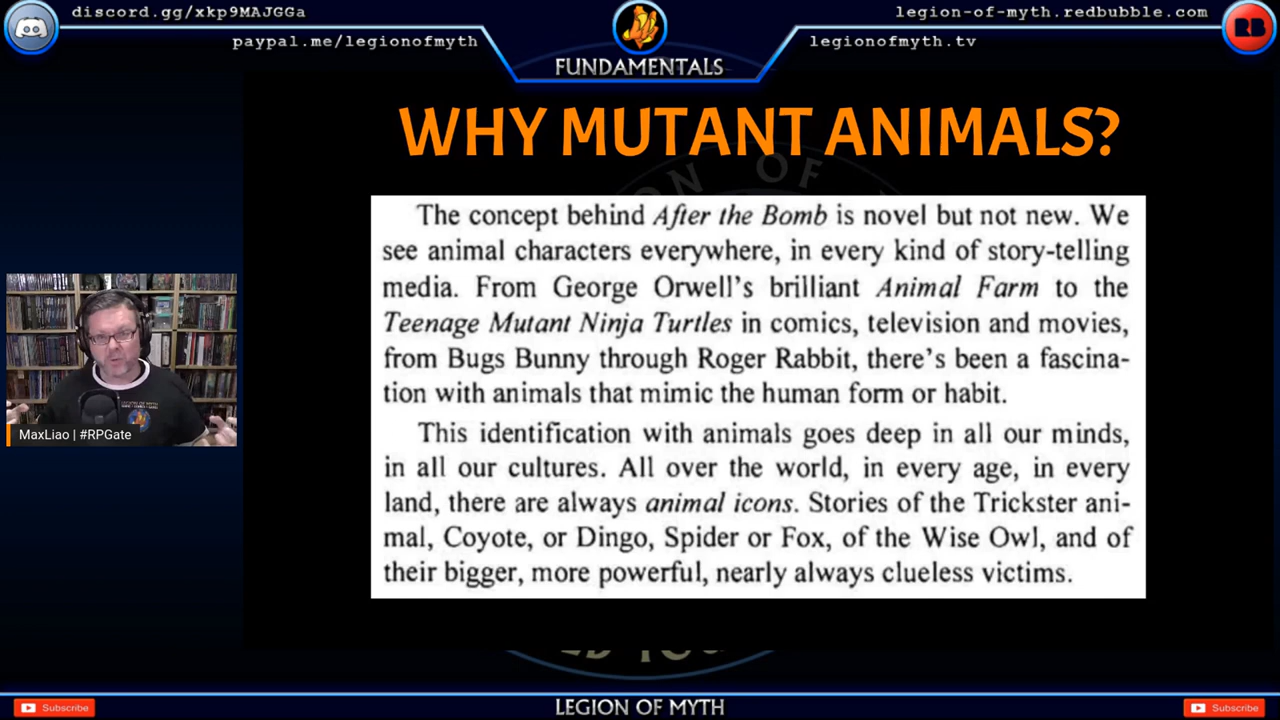 discord.gg/xkp9MAJGGa
legion-of-myth.redbubble.com
RB
paypal.me/legionofmyth
legionofmyth.tv
FUNDAMENTALS
WHY MUTANT ANIMALS?
The concept behind After the Bomb is novel but not new. We
see animal characters everywhere, in every kind of story-telling
media. From George Orwell's brilliant Animal Farm to the
Teenage Mutant Ninja Turtles in comics, television and movies,
from Bugs Bunny through Roger Rabbit, there's been a fascina-
tion with animals that mimic the human form or habit.
This identification with animals goes deep in all our minds,
in all our cultures. All over the world, in every age, in every
land, there are always animal icons. Stories of the Trickster ani-
mal, Coyote, or Dingo, Spider or Fox, of the Wise Owl, and of
their bigger, more powerful, nearly always clueless victims.
MaxLiao | #RPGate
Subscribe
LEGION OF MYTH
Subscribe